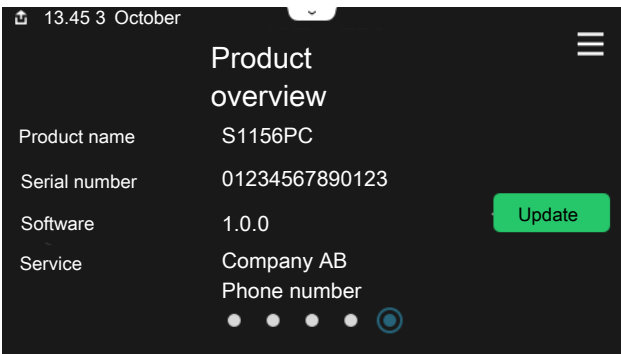 13.45 3 October
Product
overview
Product name S1156PC
Serial number 01234567890123
Software 1.0.0
Update
Service Company AB
Phone number